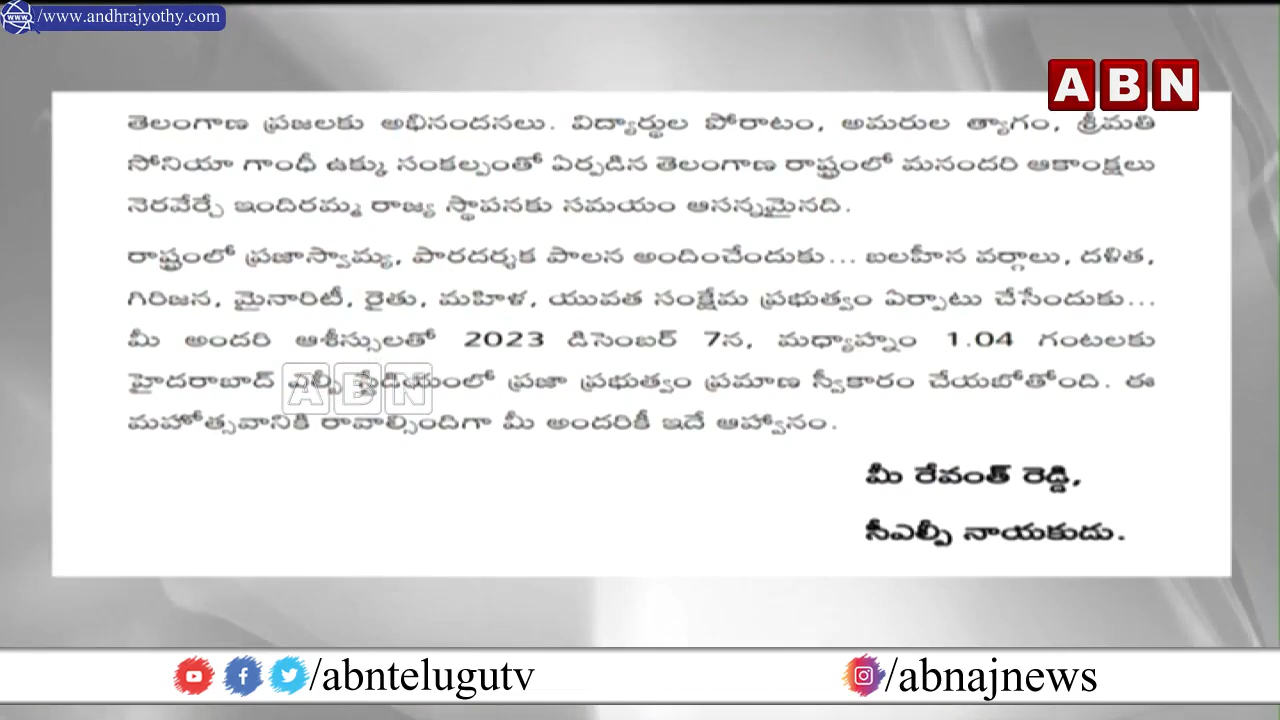 /www.andhrajyothy.com
ABN
తెలంగాణ ప్రజలకు అభినందనలు. విద్యార్థుల పోరాటం, అమరుల త్యాగం, శ్రీమతి
సోనియా గాంధీ ఉక్కు సంకల్పంతో ఏర్పడిన తెలంగాణ రాష్ట్రంలో మనందరి ఆకాంక్షలు
నెరవేర్చే ఇందిరమ్మ రాజ్య స్థాపనకు సమయం ఆసన్నమైనది.
రాష్ట్రంలో ప్రజాస్వామ్య, పారదర్శక పాలన అందించేందుకు... బలహీన వర్గాలు, దళిత,
గిరిజన, మైనారిటీ, రైతు, మహిళ, యువత సంక్షేమ ప్రభుత్వం ఏర్పాటు చేసేందుకు...
మీ అందరి ఆశీస్సులతో 2023 డిసెంబర్ 7న, మధ్యాహ్నం 1.04 గంటలకు
హైదరాబాద్ ఎల్బీ స్టేడియంలో ప్రజా ప్రభుత్వం ప్రమాణ స్వీకారం చేయబోతోంది. ఈ
మహోత్సవానికి రావాల్సిందిగా మీ అందరికీ ఇదే ఆహ్వానం.
ABN
మీ రేవంత్ రెడ్డి,
సీఎల్పీ నాయకుడు.
/abntelugutv
/abnajnews